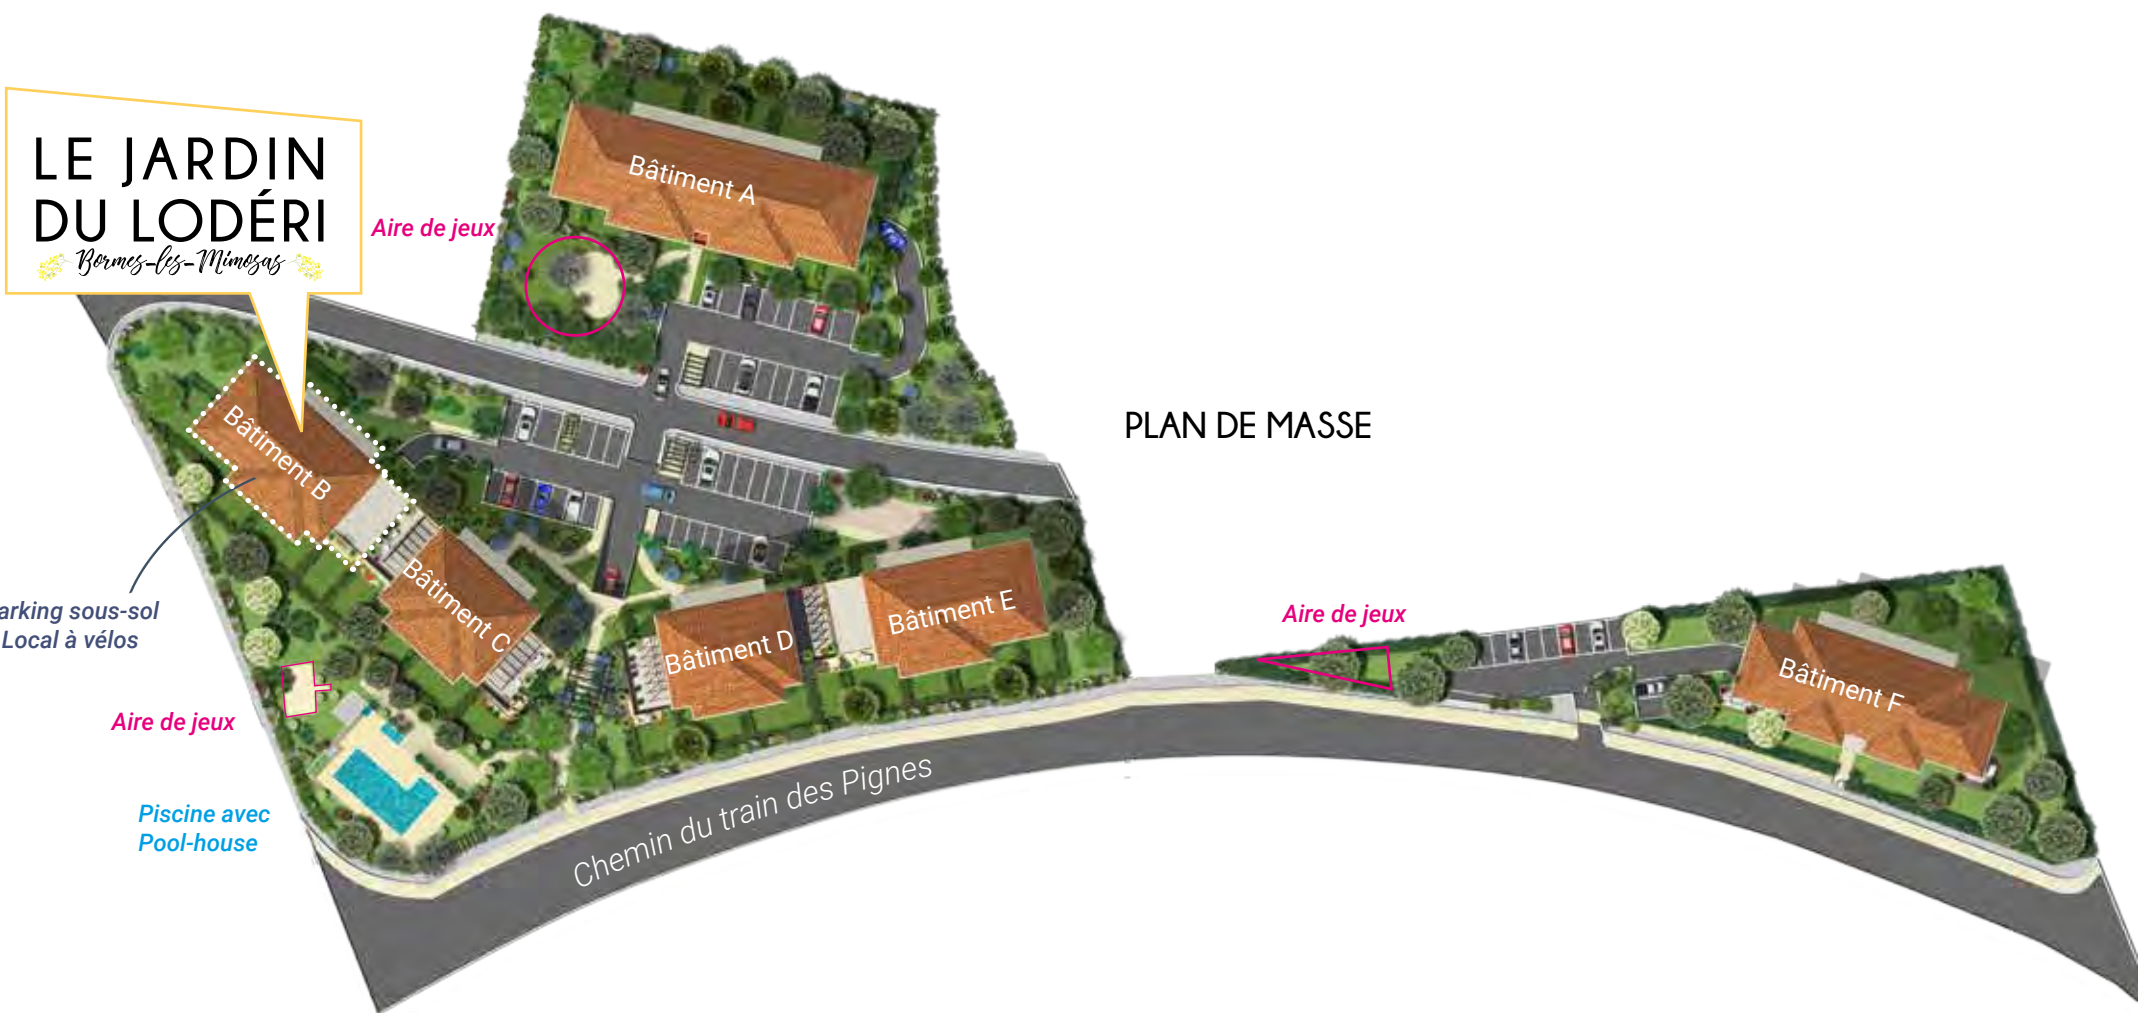 LE JARDIN
DU LODÉRI
Bormes-les-Mimosas
Aire de jeux
Bâtiment A
PLAN DE MASSE
Bâtiment B
Bâtiment C
Bâtiment D
Bâtiment E
arking sous-sol
Local à vélos
Aire de jeux
Bâtiment F
Aire de jeux
Piscine avec
Pool-house
Chemin du train des Pignes